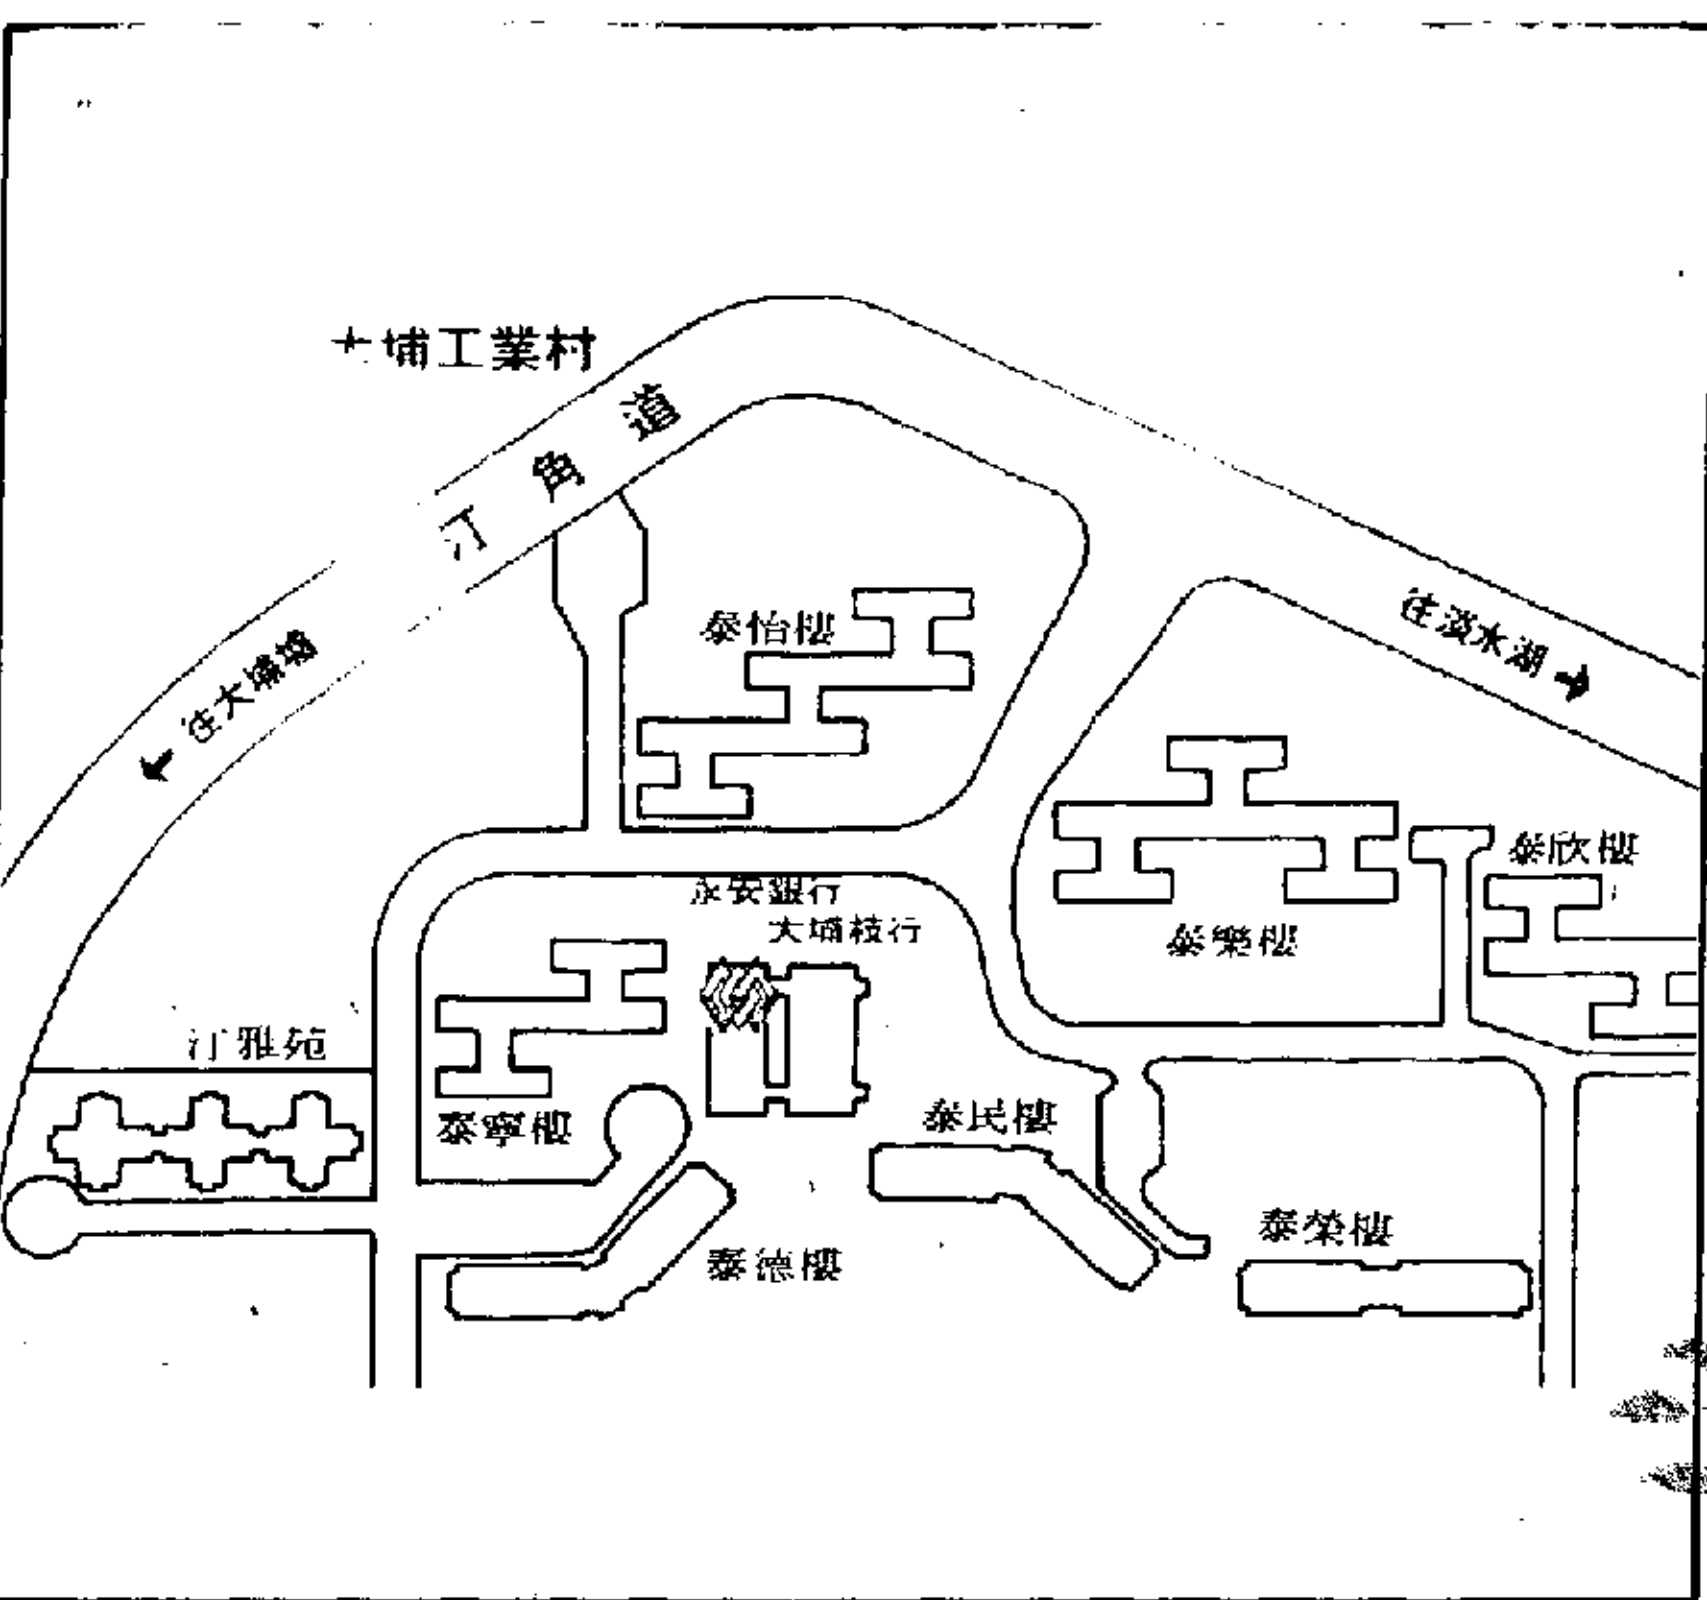 大埔工業村
汀角道
往大埔墟
往淡水湖
泰怡樓
泰欣樓
永安銀行
大埔枝行
泰樂樓
汀雅苑
泰寧樓
泰民樓
泰榮樓
泰德樓